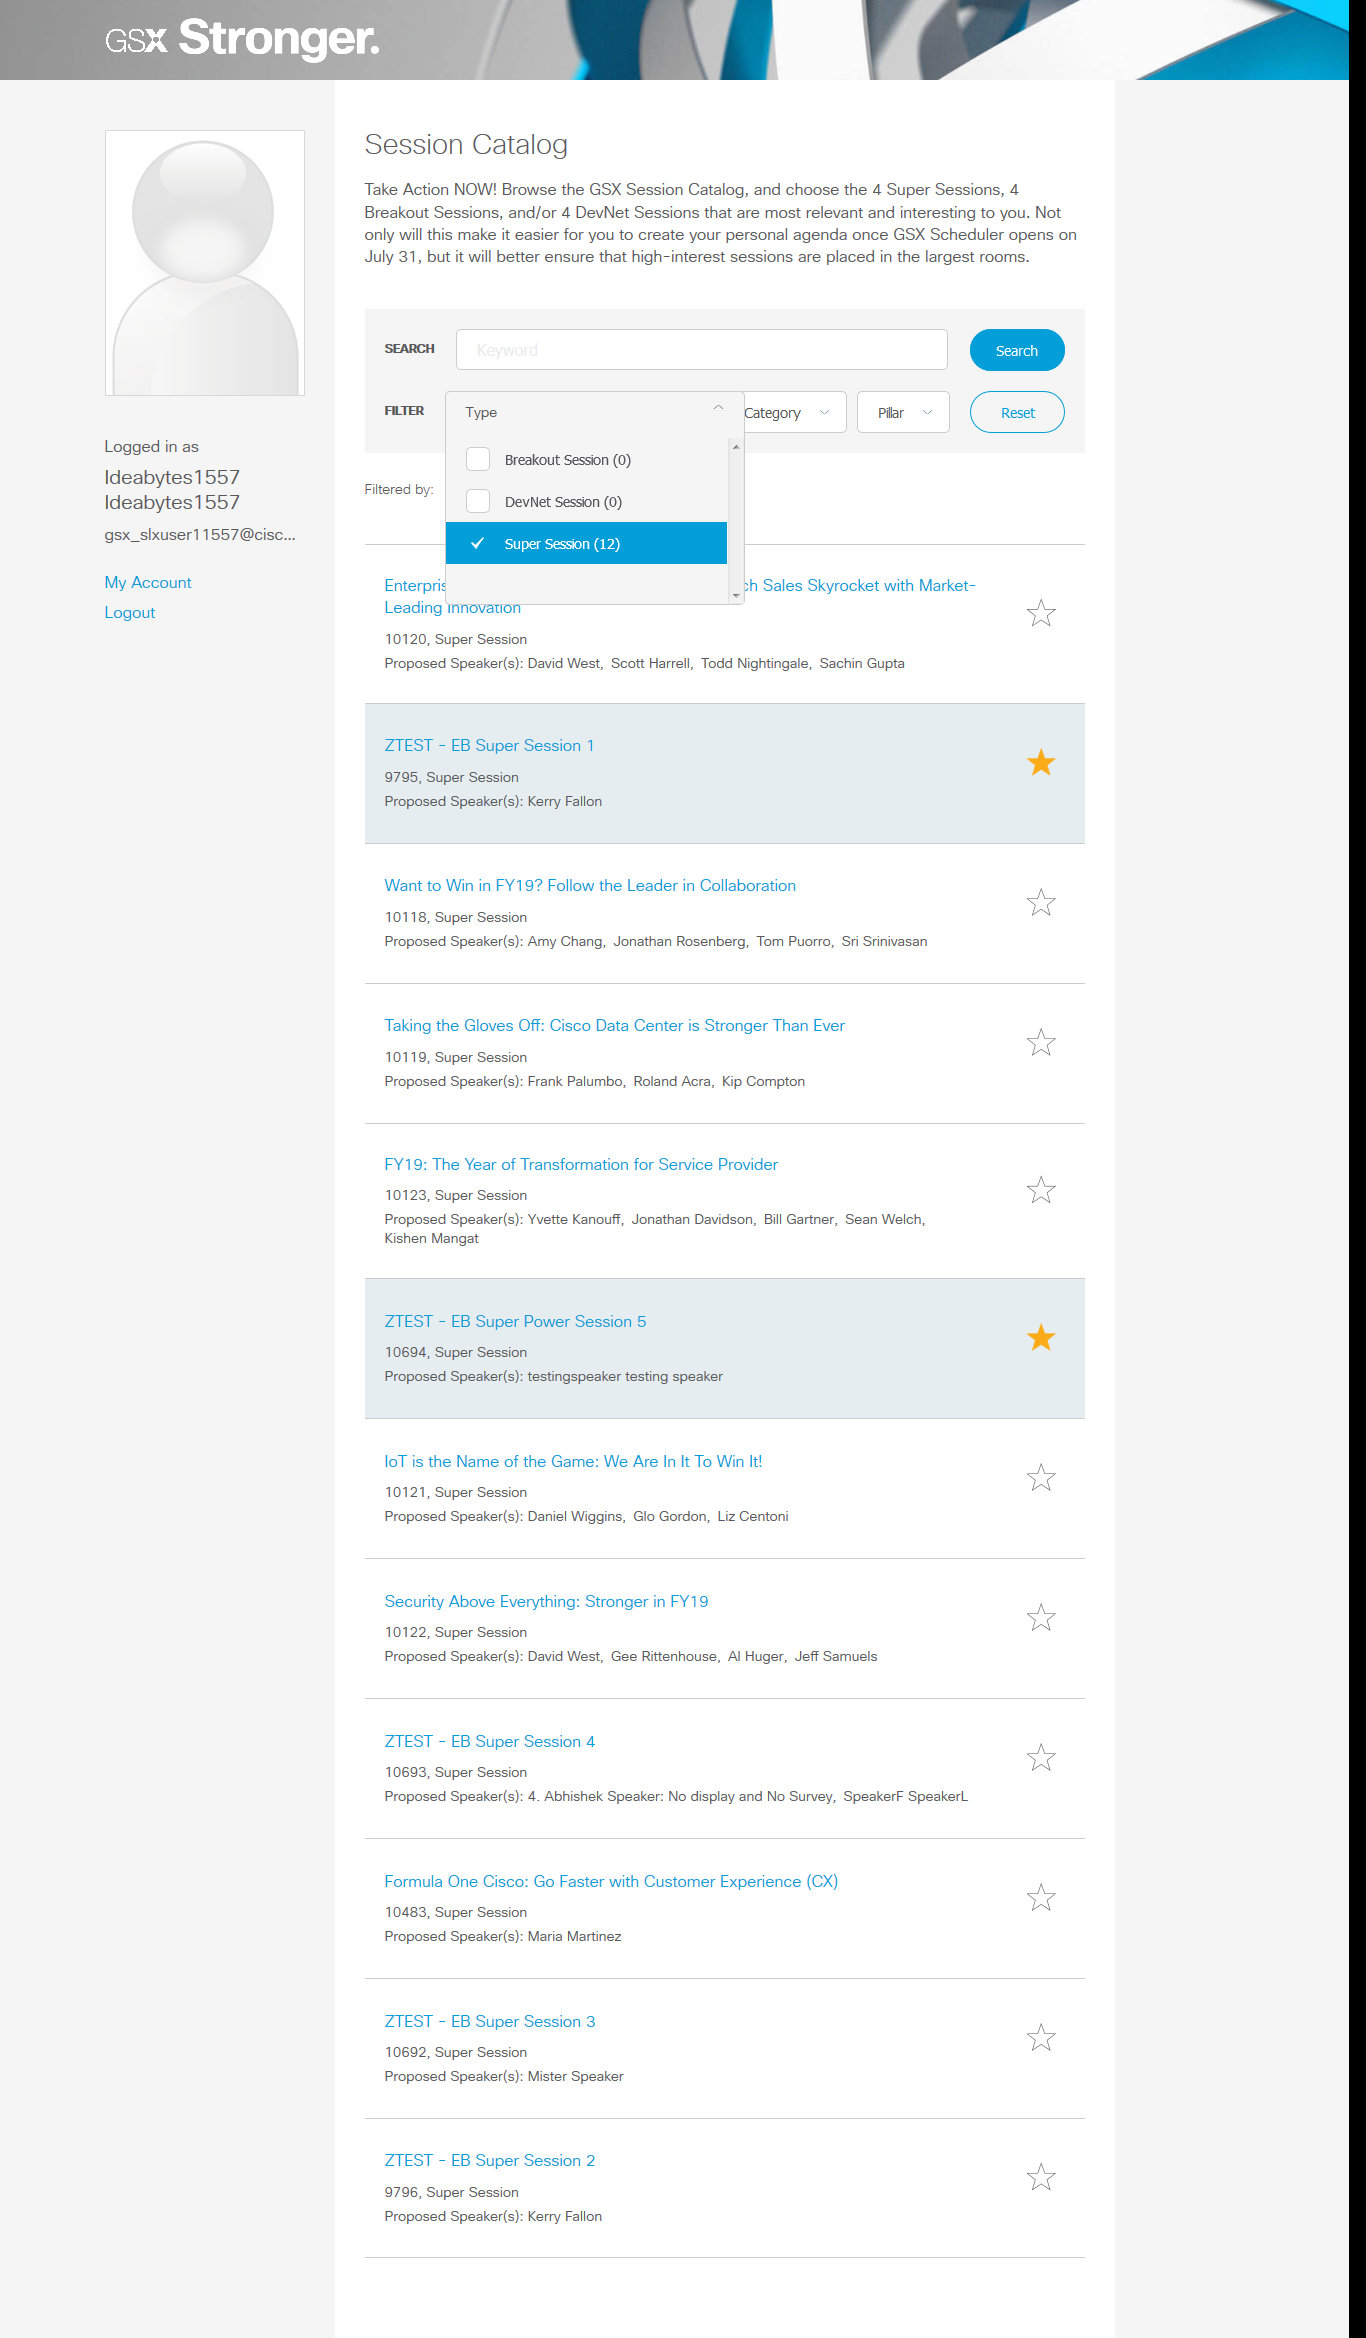 GSX Stronger.
Session Catalog
Take Action NOW! Browse the GSX Session Catalog, and choose the 4 Super Sessions, 4
Breakout Sessions, and/or 4 DevNet Sessions that are most relevant and interesting to you. Not
only will this make it easier for you to create your personal agenda once GSX Scheduler opens on
July 31, but it will better ensure that high-interest sessions are placed in the largest rooms.
SEARCH Keyword Search
FILTER Type Category Pillar Reset
Breakout Session (0)
DevNet Session (0)
Super Session (12)
Logged in as
Ideabytes1557
Ideabytes1557
gsx_slxuser11557@cisc...
My Account
Logout
Filtered by:
Sales Skyrocket with Market-
Leading Innovation
10120, Super Session
Proposed Speaker(s): David West, Scott Harrell, Todd Nightingale, Sachin Gupta
ZTEST - EB Super Session 1
9795, Super Session
Proposed Speaker(s): Kerry Fallon
Want to Win in FY19? Follow the Leader in Collaboration
10118, Super Session
Proposed Speaker(s): Amy Chang, Jonathan Rosenberg, Tom Puorro, Sri Srinivasan
Taking the Gloves Off: Cisco Data Center is Stronger Than Ever
10119, Super Session
Proposed Speaker(s): Frank Palumbo, Roland Acra, Kip Compton
FY19: The Year of Transformation for Service Provider
10123, Super Session
Proposed Speaker(s): Yvette Kanouff, Jonathan Davidson, Bill Gartner, Sean Welch,
Kishen Mangat
ZTEST - EB Super Power Session 5
10694, Super Session
Proposed Speaker(s): testingspeaker testing speaker
IoT is the Name of the Game: We Are In It To Win It!
10121, Super Session
Proposed Speaker(s): Daniel Wiggins, Glo Gordon, Liz Centoni
Security Above Everything: Stronger in FY19
10122, Super Session
Proposed Speaker(s): David West, Gee Rittenhouse, Al Huger, Jeff Samuels
ZTEST - EB Super Session 4
10693, Super Session
Proposed Speaker(s): 4. Abhishek Speaker: No display and No Survey, SpeakerF SpeakerL
Formula One Cisco: Go Faster with Customer Experience (CX)
10483, Super Session
Proposed Speaker(s): Maria Martinez
ZTEST - EB Super Session 3
10692, Super Session
Proposed Speaker(s): Mister Speaker
ZTEST - EB Super Session 2
9796, Super Session
Proposed Speaker(s): Kerry Fallon